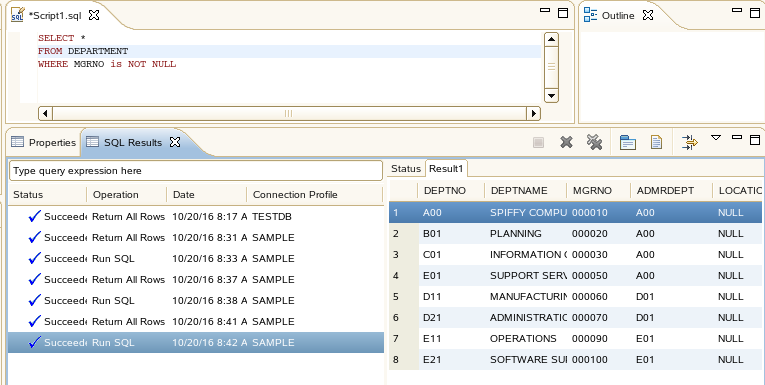 *Script1.sql
Outline
SELECT *
FROM DEPARTMENT
WHERE MGRNO is NOT NULL
Properties SQL Results
Type query expression here
Status Operation Date Connection Profile
Succeede Return All Rows 10/20/16 8:17 A TESTDB
Succeede Return All Rows 10/20/16 8:31 A SAMPLE
Succeede Run SQL 10/20/16 8:33 A SAMPLE
Succeede Return All Rows 10/20/16 8:37 A SAMPLE
Succeede Run SQL 10/20/16 8:38 A SAMPLE
Succeede Return All Rows 10/20/16 8:41 A SAMPLE
Succeede Run SQL 10/20/16 8:42 A SAMPLE
Status Result1
DEPTNO DEPTNAME MGRNO ADMRDEPT LOCATIC
1 A00 SPIFFY COMPU 000010 A00 NULL
2 B01 PLANNING 000020 A00 NULL
3 C01 INFORMATION C 000030 A00 NULL
4 E01 SUPPORT SERV 000050 A00 NULL
5 D11 MANUFACTURIN 000060 D01 NULL
6 D21 ADMINISTRATIC 000070 D01 NULL
7 E11 OPERATIONS 000090 E01 NULL
8 E21 SOFTWARE SUI 000100 E01 NULL